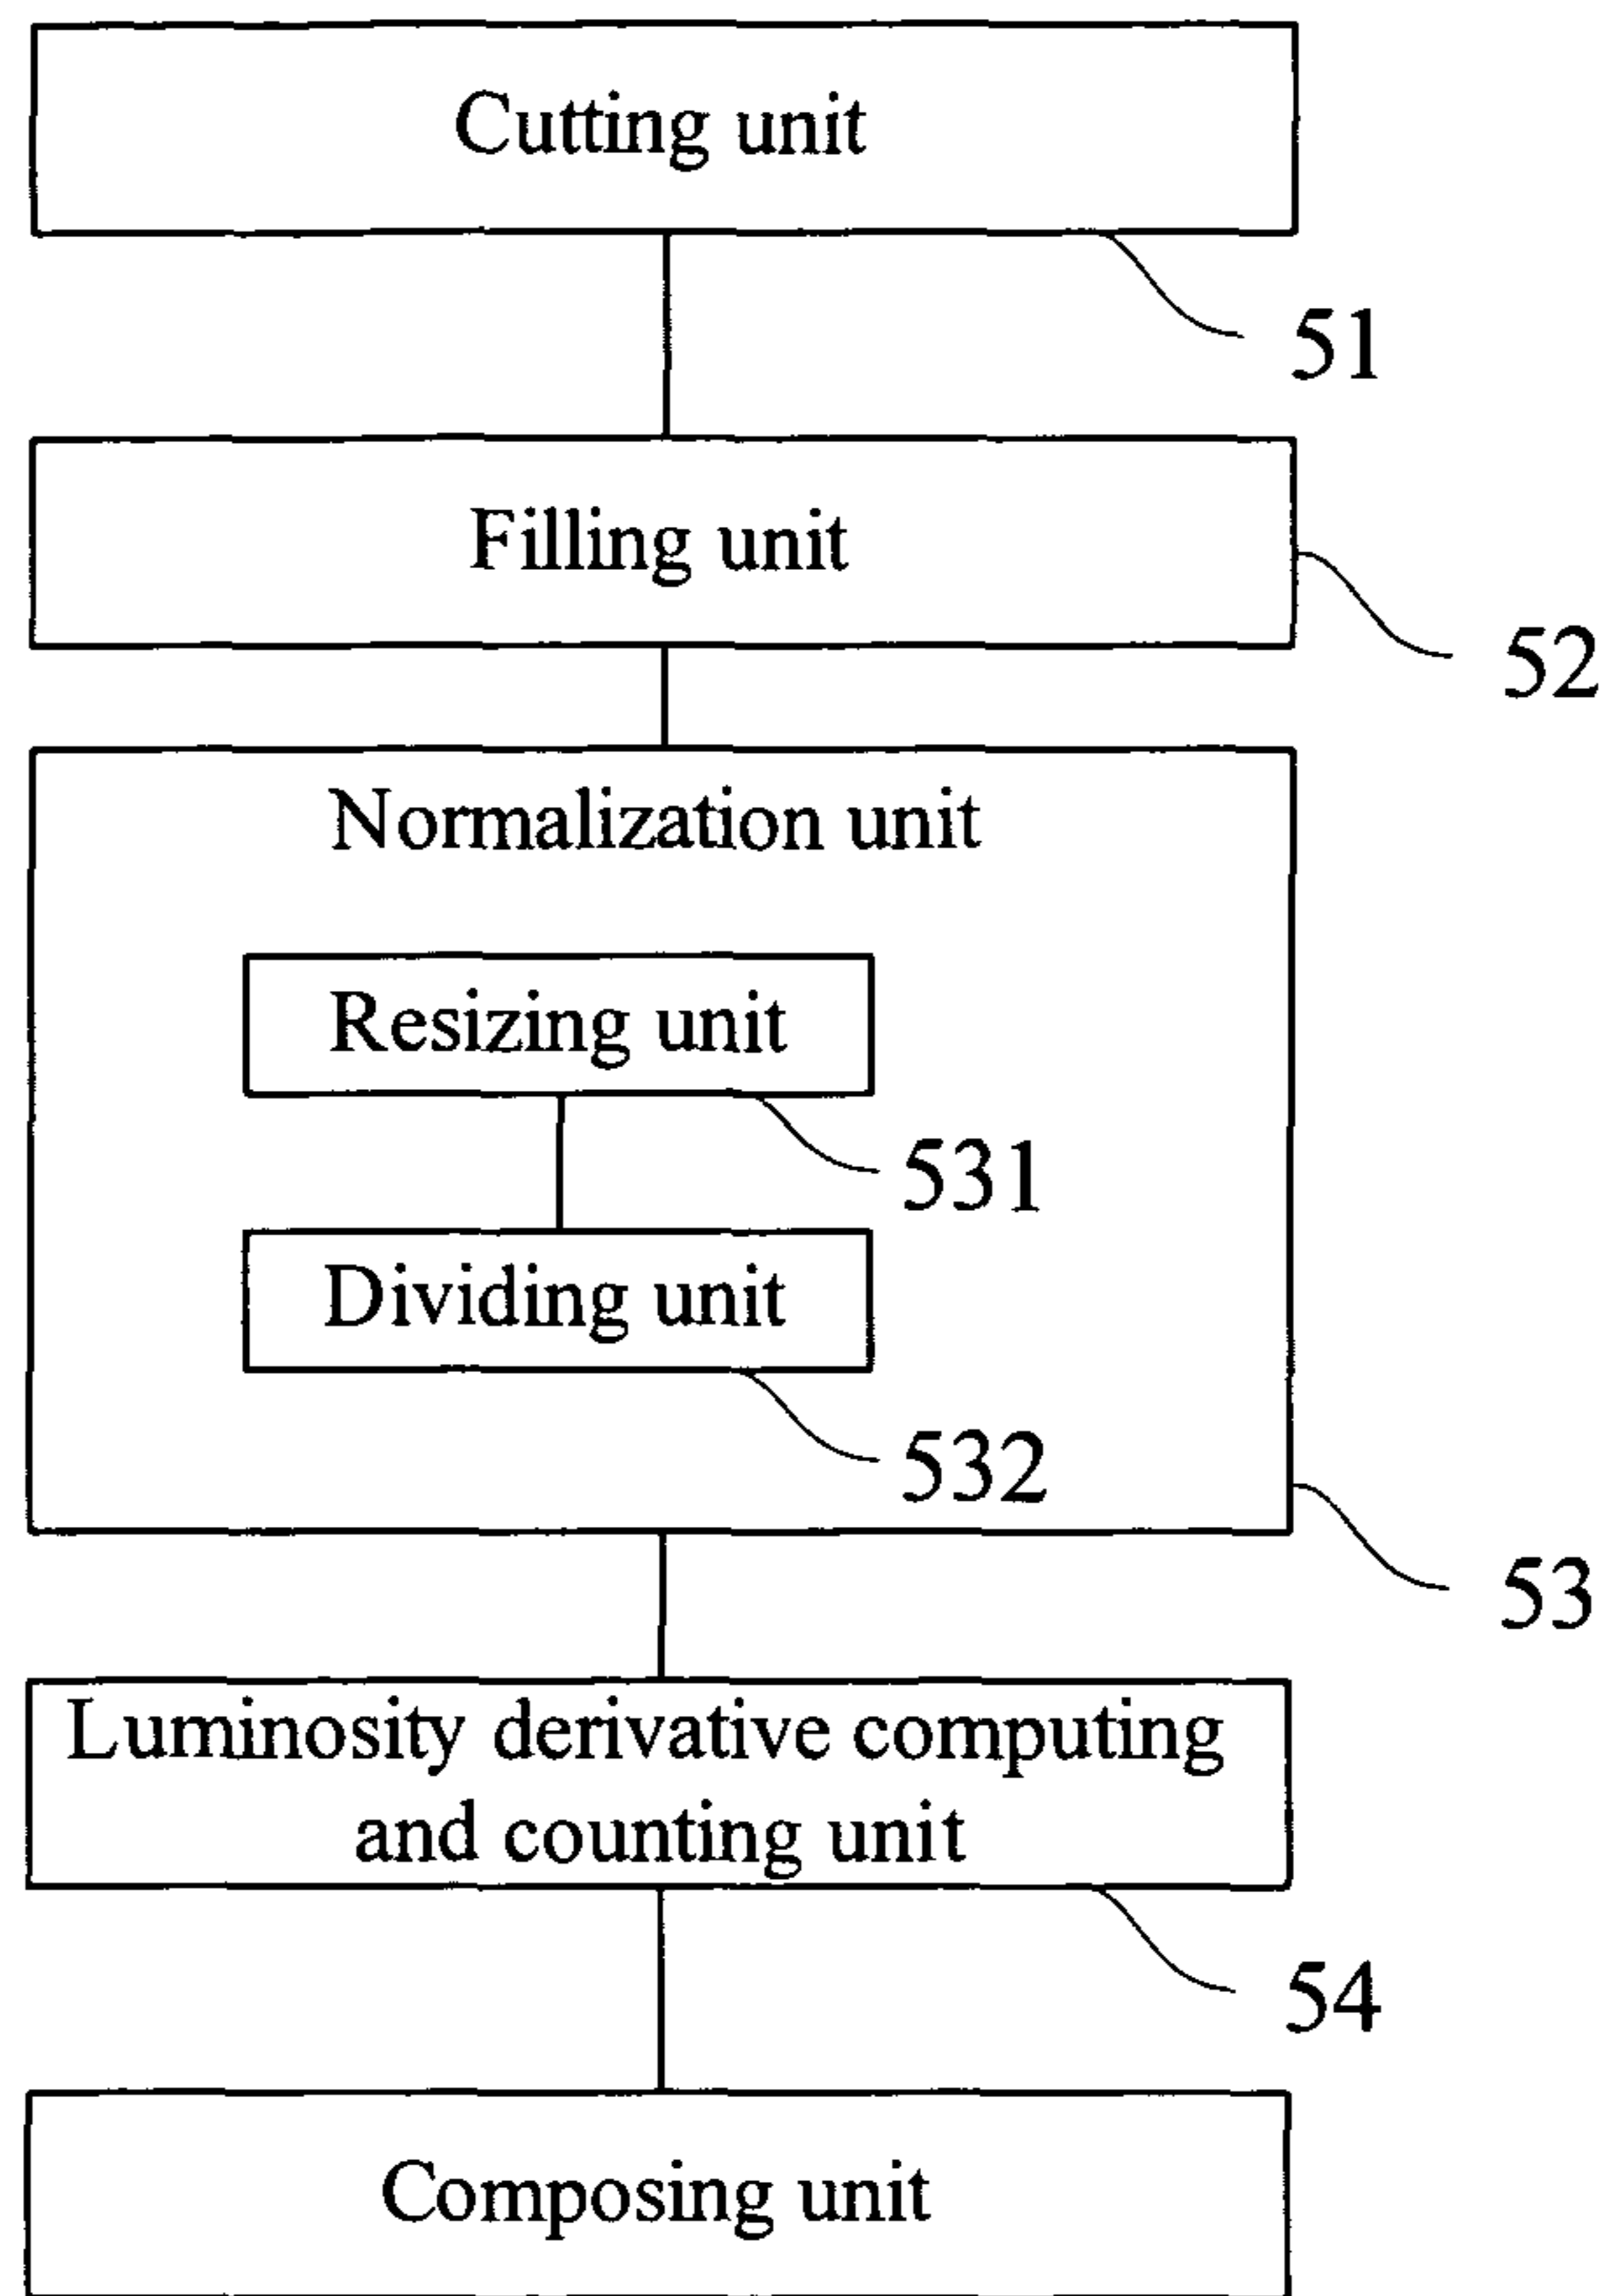 Cutting unit
51
Filling unit
52
Normalization unit
Resizing unit
531
Dividing unit
532
53
Luminosity derivative computing
and counting unit
54
Composing unit